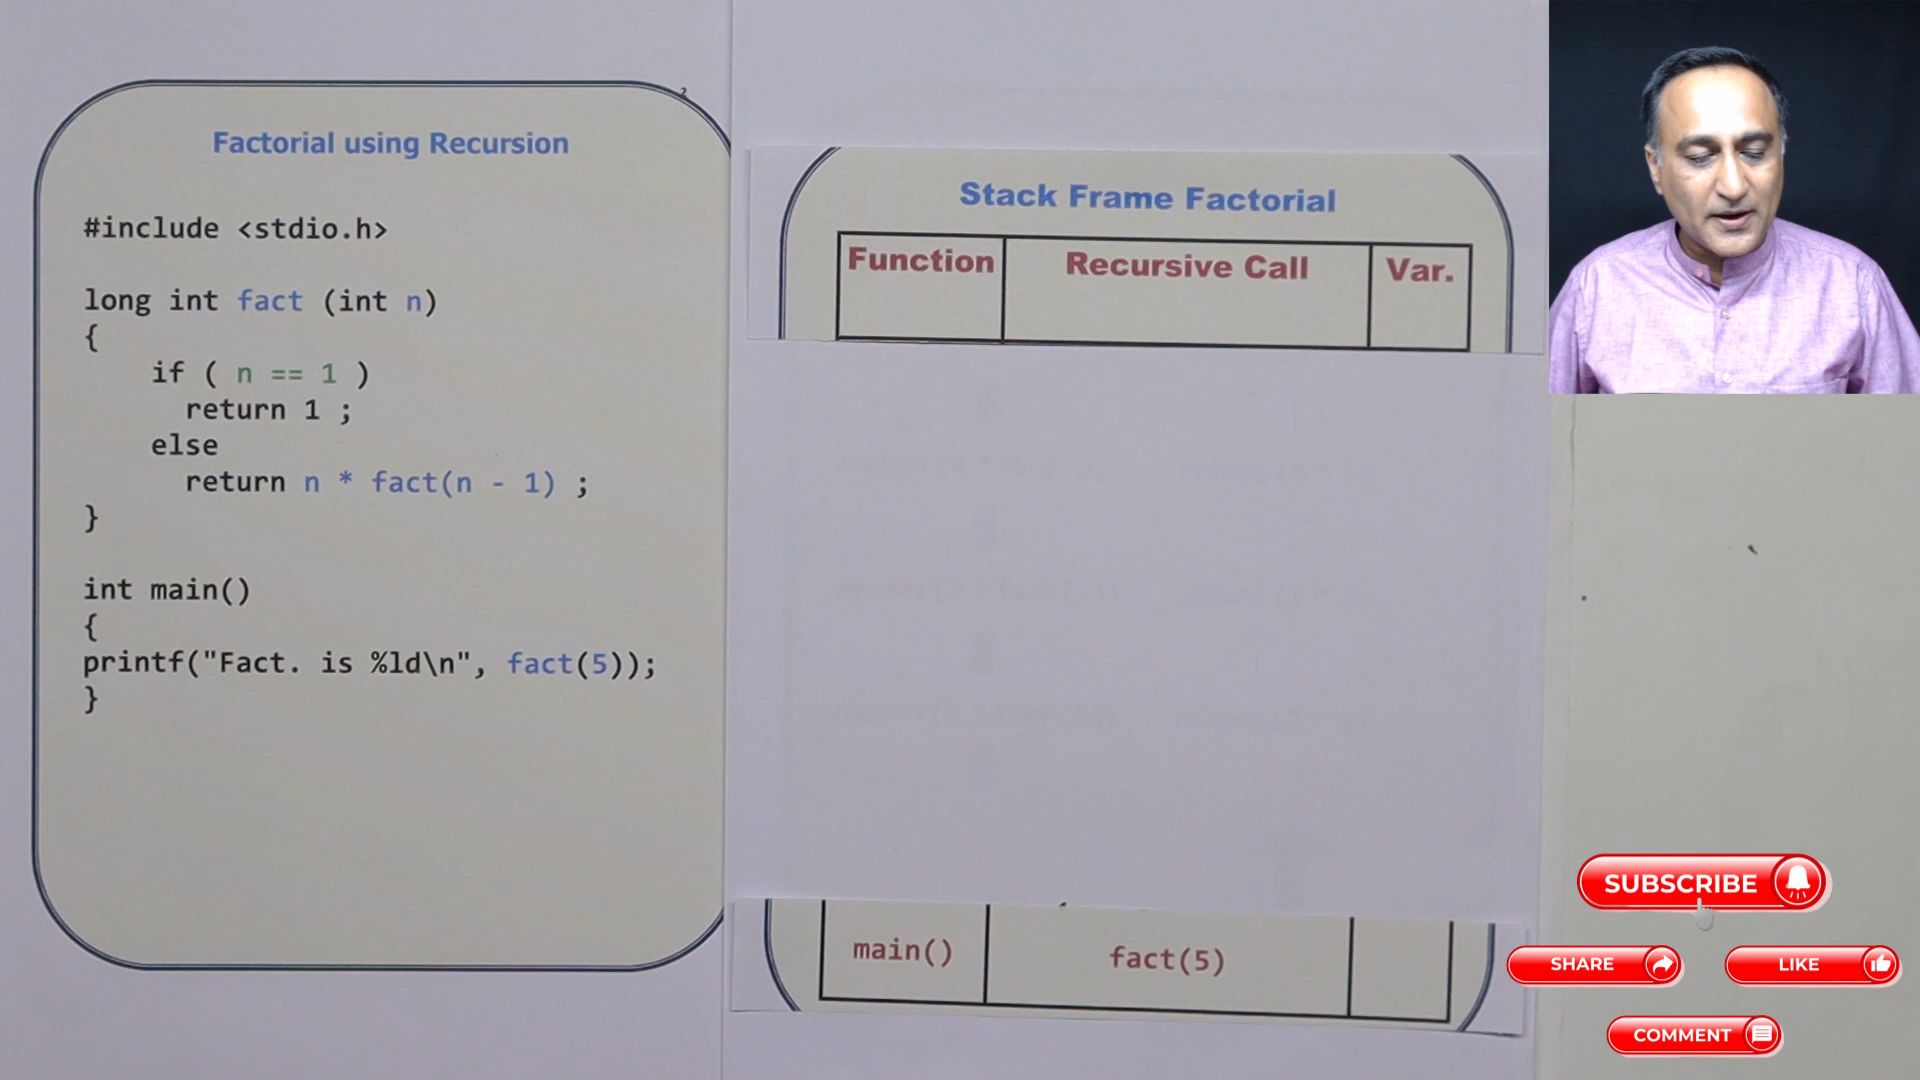 2
Factorial using Recursion
#include <stdio.h>
long int fact (int n)
{
if ( n == 1 )
return 1 ;
else
return n * fact(n - 1) ;
}
int main()
{
printf("Fact. is %ld\n", fact(5));
}
Stack Frame Factorial
Function Recursive Call Var.
main() fact(5)
SUBSCRIBE
SHARE LIKE
COMMENT